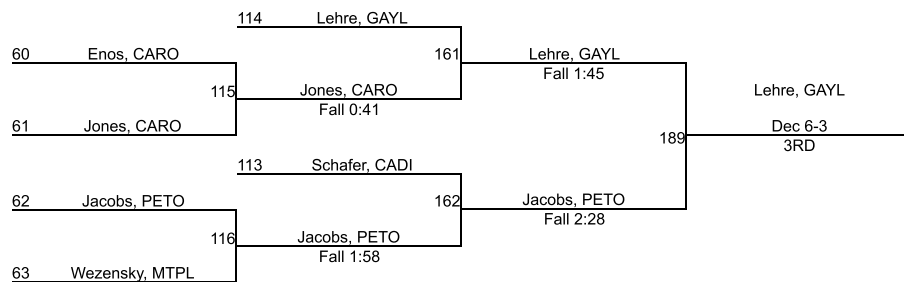 114 Lehre, GAYL
60 Enos, CARO
161 Lehre, GAYL
Fall 1:45
115 Jones, CARO
Fall 0:41
Lehre, GAYL
61 Jones, CARO
189 Dec 6-3
3RD
113 Schafer, CADI
62 Jacobs, PETO
162 Jacobs, PETO
Fall 2:28
116 Jacobs, PETO
Fall 1:58
63 Wezensky, MTPL